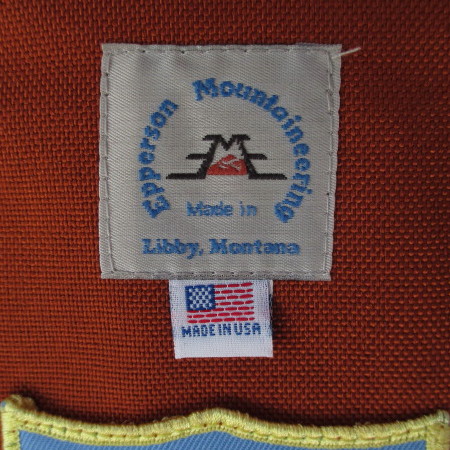 Epperson Mountaineering
Made in
Libby, Montana
MADE IN USA